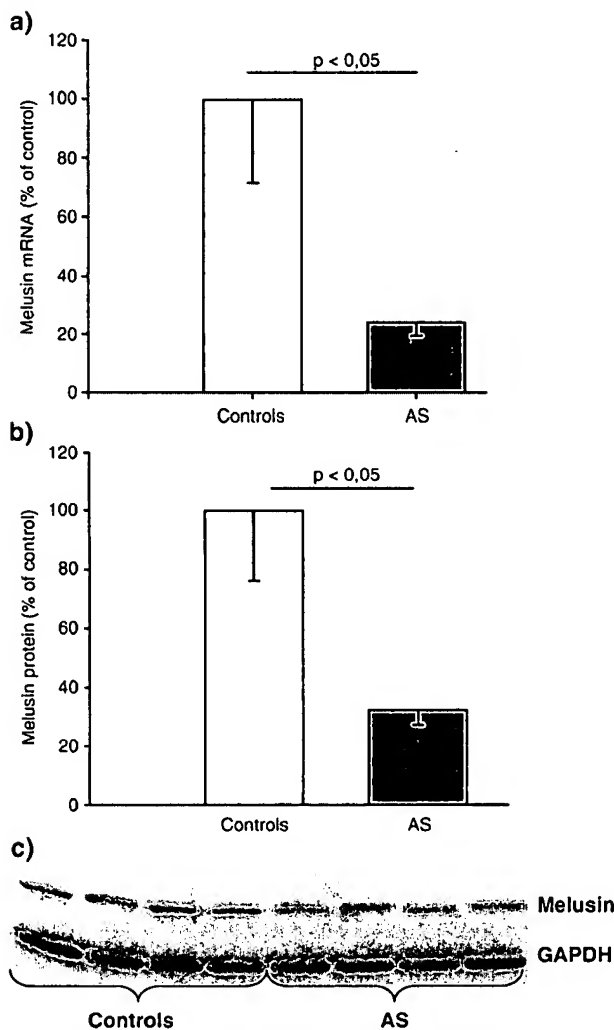 a)
Melusin mRNA (% of control)
120
100
80
60
40
20
0
p < 0,05
Controls AS
b)
Melusin protein (% of control)
120
100
80
60
40
20
0
p < 0,05
Controls AS
c)
Melusin
GAPDH
Controls AS